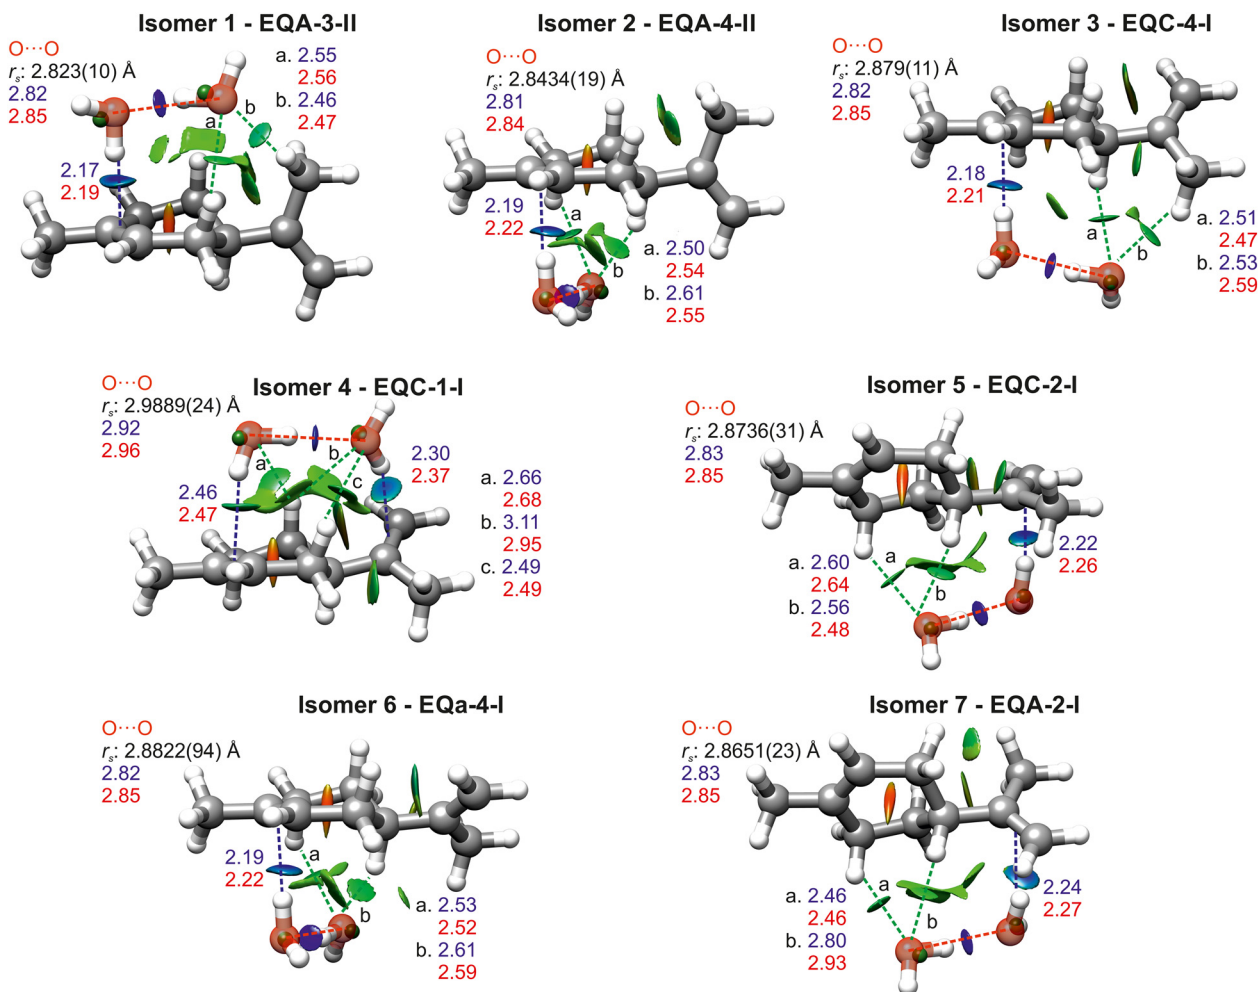 Isomer 1 - EQA-3-II
O···O
rs: 2.823(10) Å
2.82
2.85
a. 2.55
2.56
b. 2.46
2.47
a
b
2.17
2.19
Isomer 2 - EQA-4-II
O···O
rs: 2.8434(19) Å
2.81
2.84
2.19
2.22
a
b
a. 2.50
2.54
b. 2.61
2.55
Isomer 3 - EQC-4-I
O···O
rs: 2.879(11) Å
2.82
2.85
2.18
2.21
a
b
a. 2.51
2.47
b. 2.53
2.59
Isomer 4 - EQC-1-I
O···O
rs: 2.9889(24) Å
2.92
2.96
a
b
c
2.30
2.37
2.46
2.47
a. 2.66
2.68
b. 3.11
2.95
c. 2.49
2.49
Isomer 5 - EQC-2-I
O···O
rs: 2.8736(31) Å
2.83
2.85
2.22
2.26
a
b
a. 2.60
2.64
b. 2.56
2.48
Isomer 6 - EQa-4-I
O···O
rs: 2.8822(94) Å
2.82
2.85
2.19
2.22
a
b
a. 2.53
2.52
b. 2.61
2.59
Isomer 7 - EQA-2-I
O···O
rs: 2.8651(23) Å
2.83
2.85
2.24
2.27
a
b
a. 2.46
2.46
b. 2.80
2.93